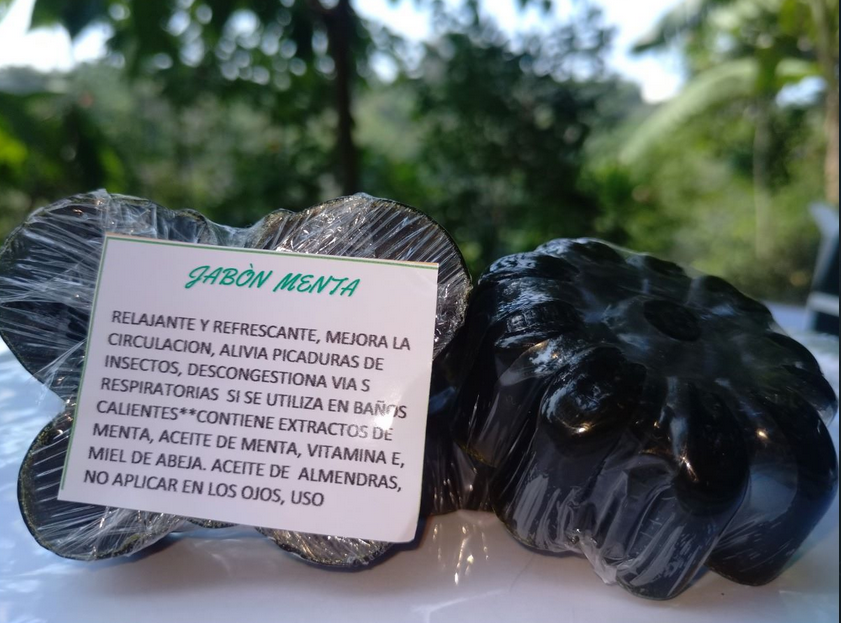 JABÒN MENTA
RELAJANTE Y REFRESCANTE, MEJORA LA
CIRCULACION, ALIVIA PICADURAS DE
INSECTOS, DESCONGESTIONA VIA S
RESPIRATORIAS SI SE UTILIZA EN BAÑOS
CALIENTES**CONTIENE EXTRACTOS DE
MENTA, ACEITE DE MENTA, VITAMINA E,
MIEL DE ABEJA. ACEITE DE ALMENDRAS,
NO APLICAR EN LOS OJOS, USO